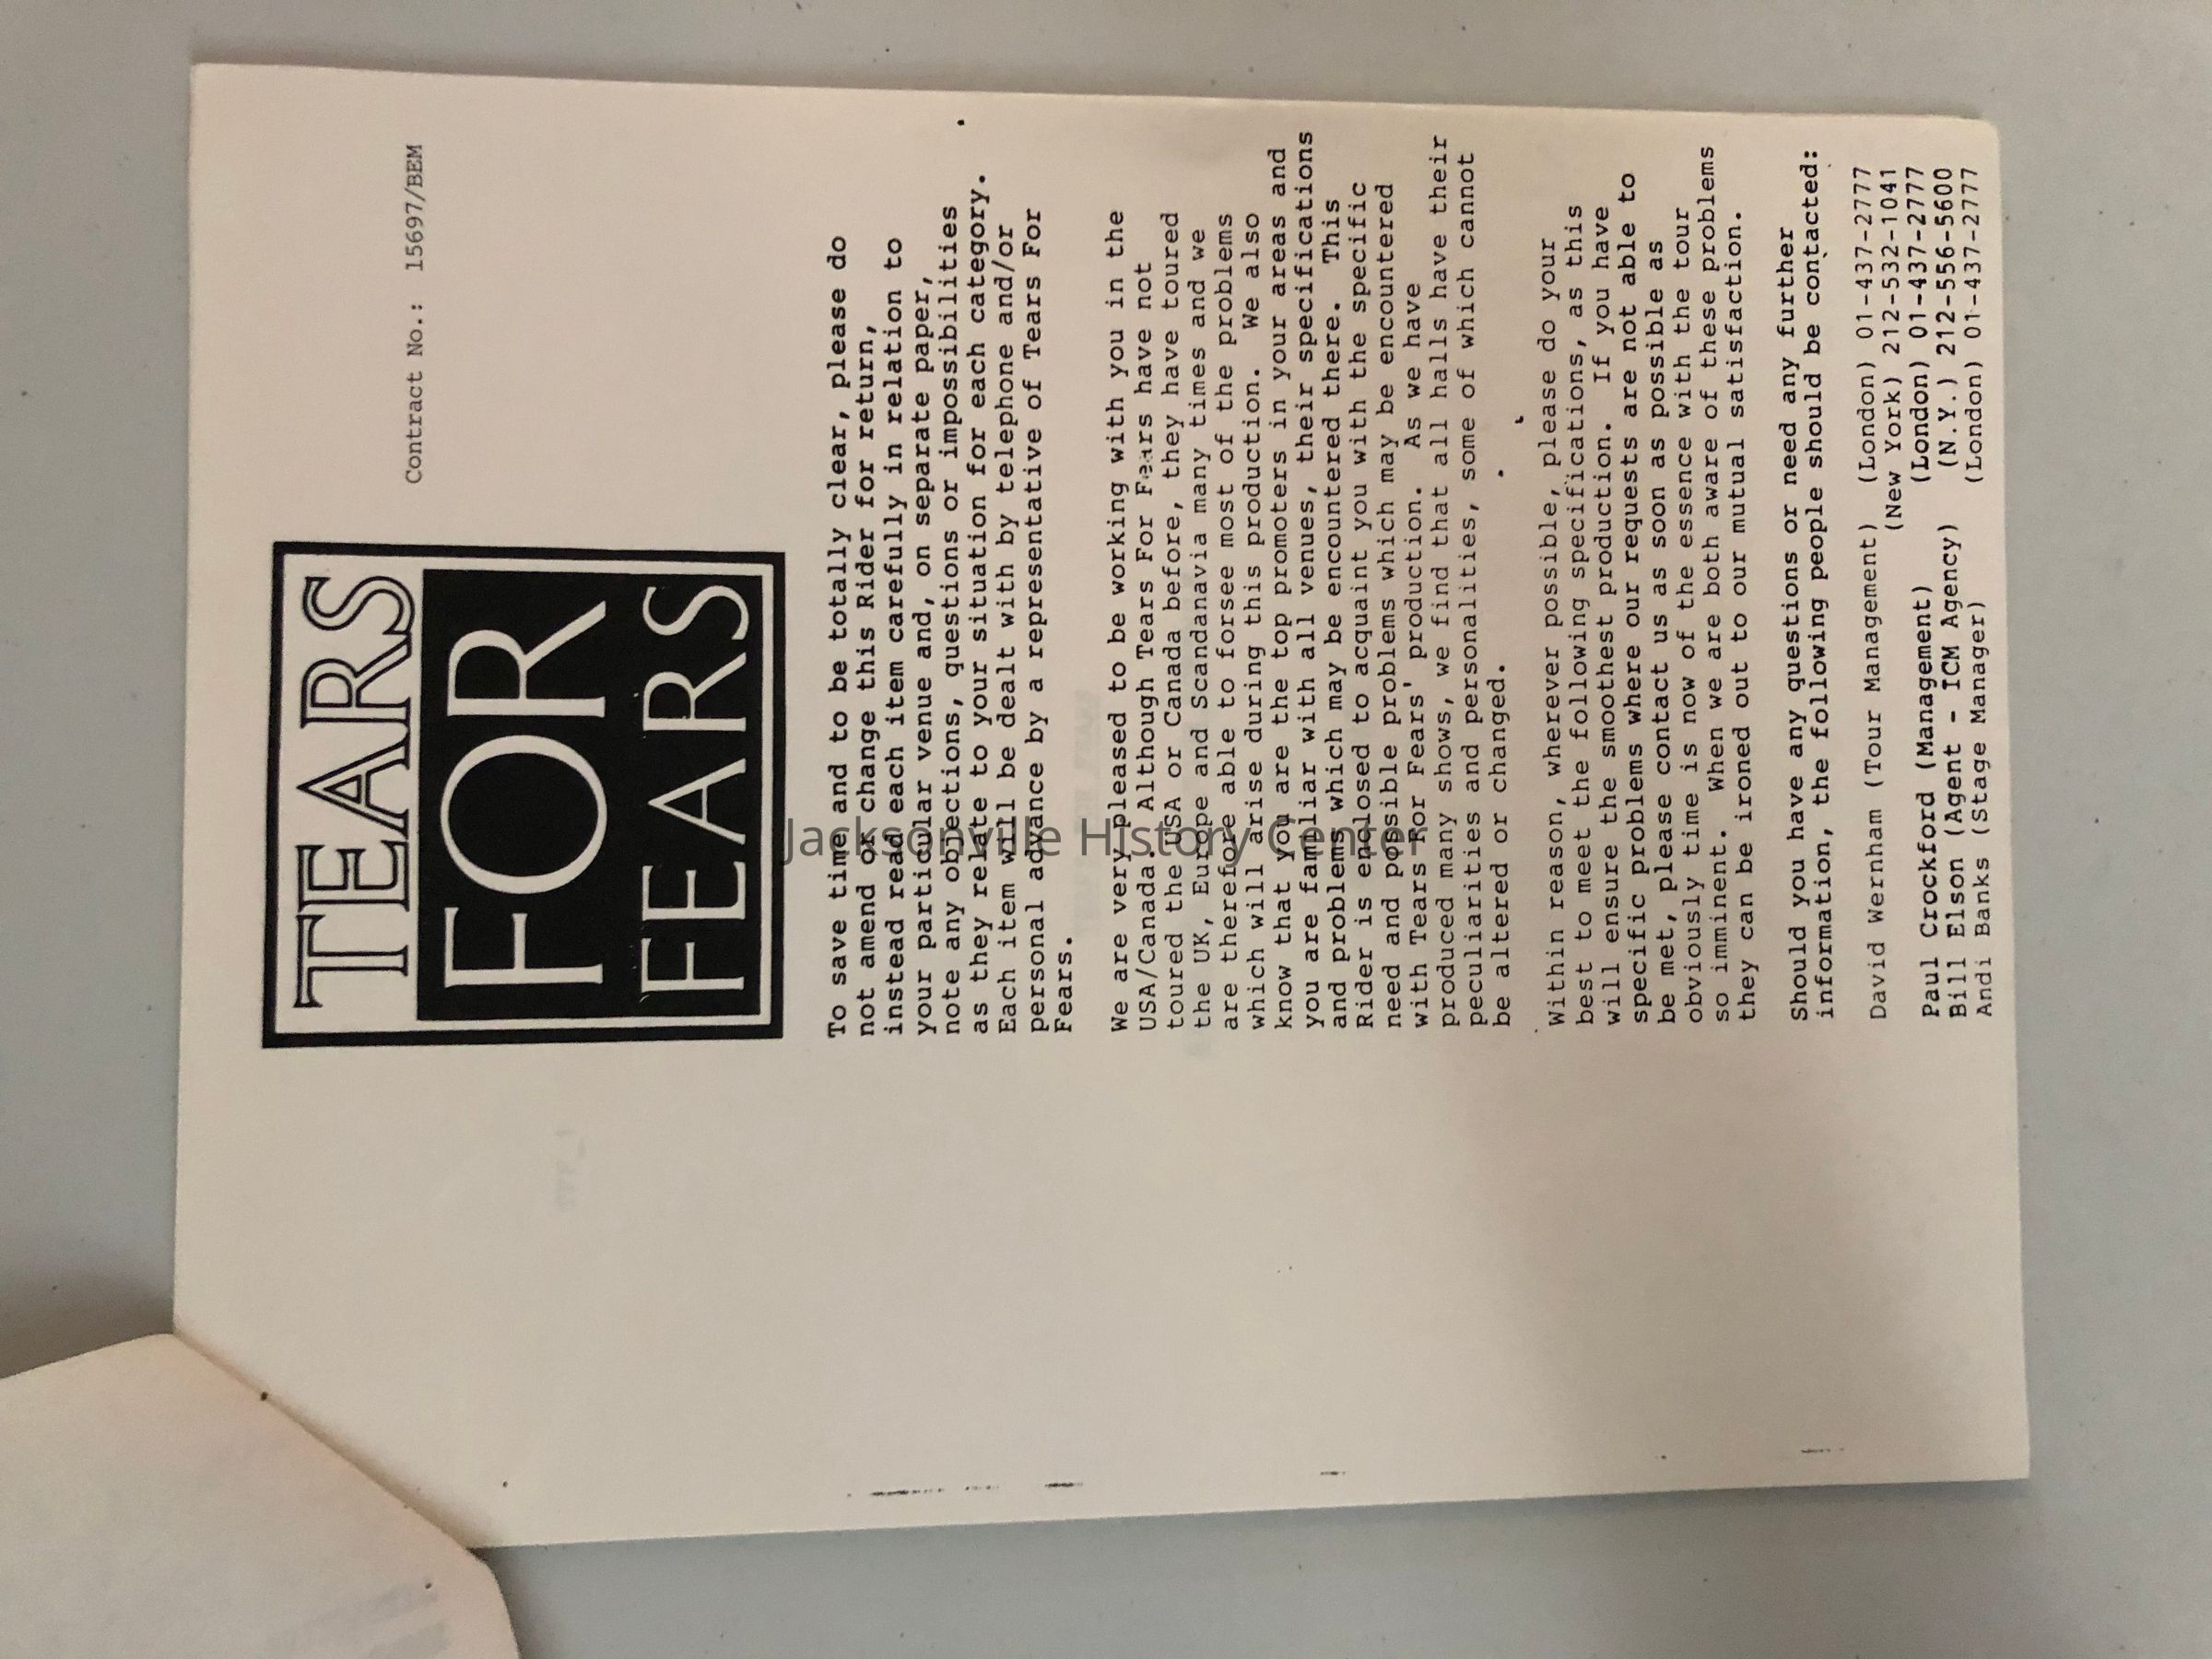 TEARS
FOR
FEARS
Contract No.: 15697/BEM
To save time and to be totally clear, please do
not amend or change this Rider for return,
instead read each item carefully in relation to
your particular venue and, on separate paper,
note any objections, questions or impossibilities
as they relate to your situation for each category.
Each item will be dealt with by telephone and/or
personal advance by a representative of Tears For
Fears.
We are very pleased to be working with you in the
USA/Canada. Although Tears For Fears have not
toured the USA or Canada before, they have toured
the UK, Europe and Scandanavia many times and we
are therefore able to forsee most of the problems
which will arise during this production. We also
know that you are the top promoters in your areas and
you are familiar with all venues, their specifications
and problems which may be encountered there. This
Rider is enclosed to acquaint you with the specific
need and possible problems which may be encountered
with Tears For Fears' production. As we have
produced many shows, we find that all halls have their
peculiarities and personalities, some of which cannot
be altered or changed.
Within reason, wherever possible, please do your
best to meet the following specifications, as this
will ensure the smoothest production. If you have
specific problems where our requests are not able to
be met, please contact us as soon as possible as
obviously time is now of the essence with the tour
so imminent. When we are both aware of these problems
they can be ironed out to our mutual satisfaction.
Should you have any questions or need any further
information, the following people should be contacted:
David Wernham (Tour Management) (London) 01-437-2777
(New York) 212-532-1041
Paul Crockford (Management) (London) 01-437-2777
Bill Elson (Agent - ICM Agency) (N.Y.) 212-556-5600
Andi Banks (Stage Manager) (London) 01-437-2777
Jacksonville History Center